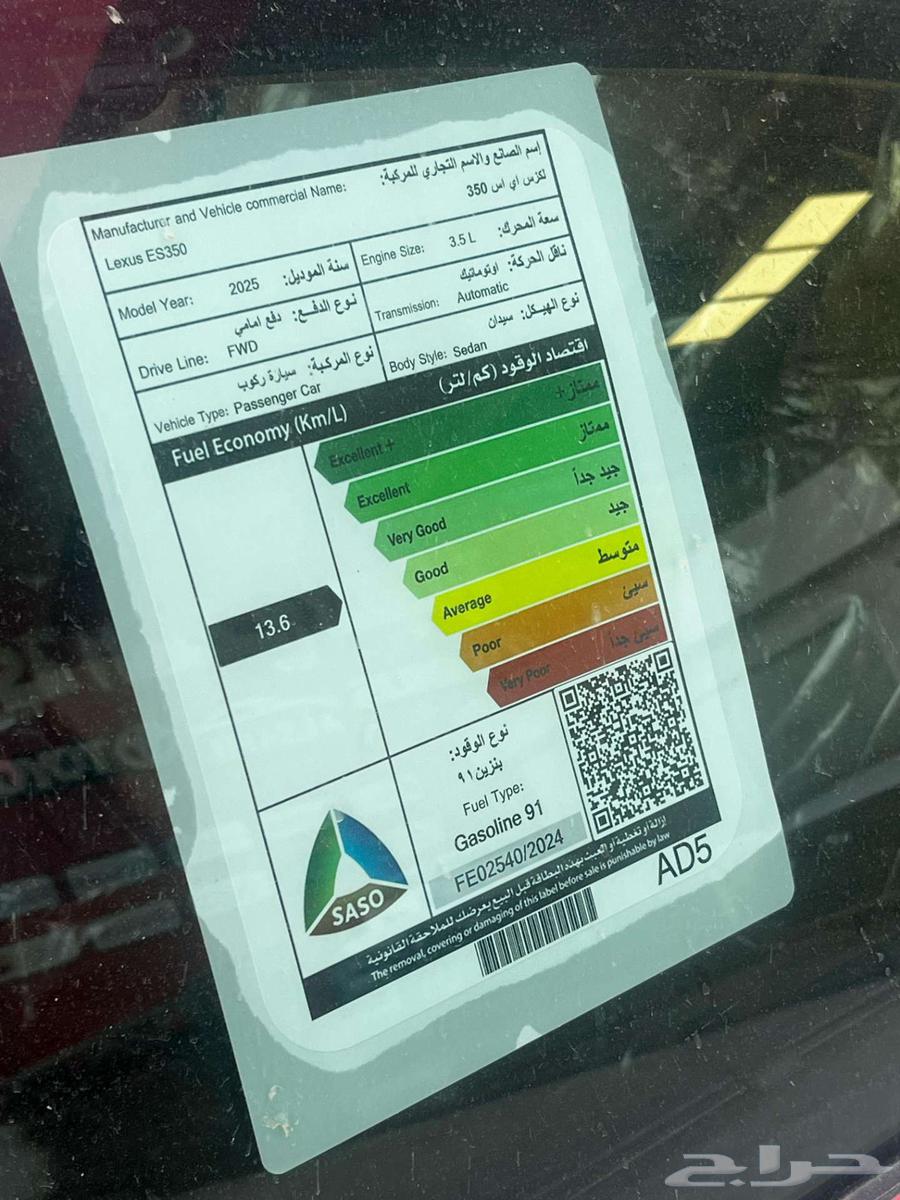 إسم الصانع والاسم التجاري للمركبة:
Manufacturer and Vehicle commercial Name:
لكزس أي اس 350
Lexus ES350
سنة الموديل:
Model Year: 2025
سعة المحرك:
Engine Size: 3.5 L
نوع الدفـع: دفع امامي
Drive Line: FWD
ناقل الحركة: اوتوماتيك
Transmission: Automatic
نوع المركبة: سيارة ركوب
Vehicle Type: Passenger Car
نوع الهيكل: سيدان
Body Style: Sedan
اقتصاد الوقود (كم/لتر)
Fuel Economy (Km/L)
Excellent + ممتاز+
Excellent ممتاز
Very Good جيد جداً
Good جيد
Average متوسط
Poor سيئ
Very Poor سيئ جداً
13.6
نوع الوقود:
بنزين ٩١
Fuel Type:
Gasoline 91
FE02540/2024
SASO
إزالة أو تغطية أو العبث بهذه البطاقة قبل البيع يعرضك للملاحقة القانونية
The removal, covering or damaging of this label before sale is punishable by law
AD5
حراج